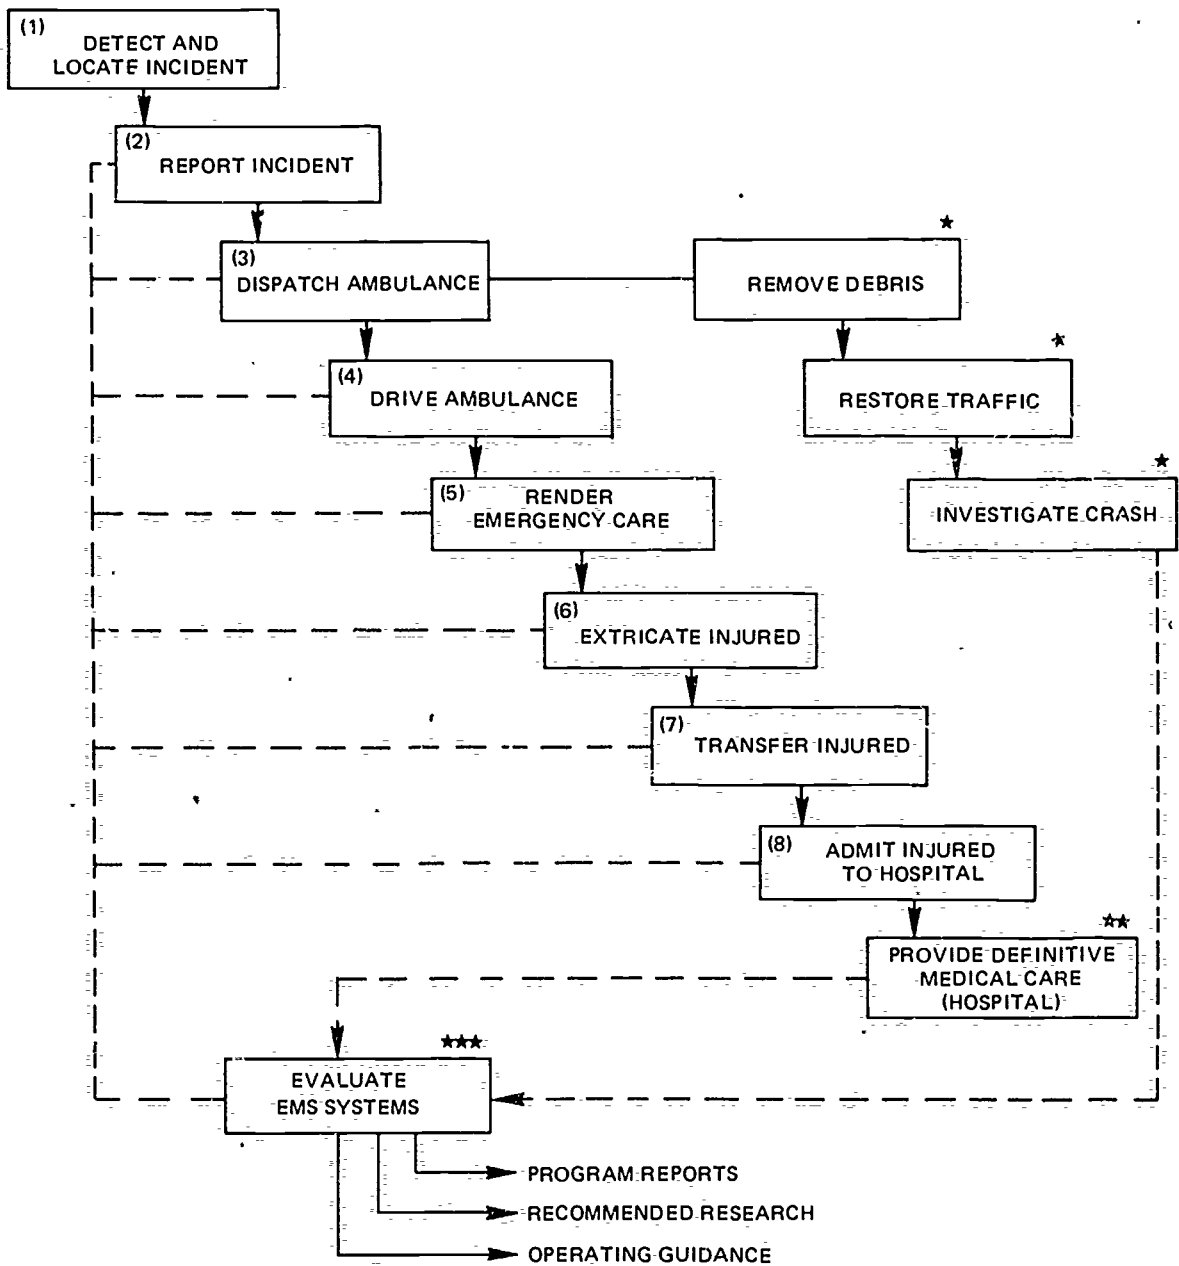 (1)
DETECT AND
LOCATE INCIDENT
(2)
REPORT INCIDENT
(3)
DISPATCH AMBULANCE
★
REMOVE DEBRIS
(4)
DRIVE AMBULANCE
★
RESTORE TRAFFIC
(5)
RENDER
EMERGENCY CARE
★
INVESTIGATE CRASH
(6)
EXTRICATE INJURED
(7)
TRANSFER INJURED
(8)
ADMIT INJURED
TO HOSPITAL
★★
PROVIDE DEFINITIVE
MEDICAL CARE
(HOSPITAL)
★★★
EVALUATE
EMS SYSTEMS
PROGRAM REPORTS
RECOMMENDED RESEARCH
OPERATING GUIDANCE